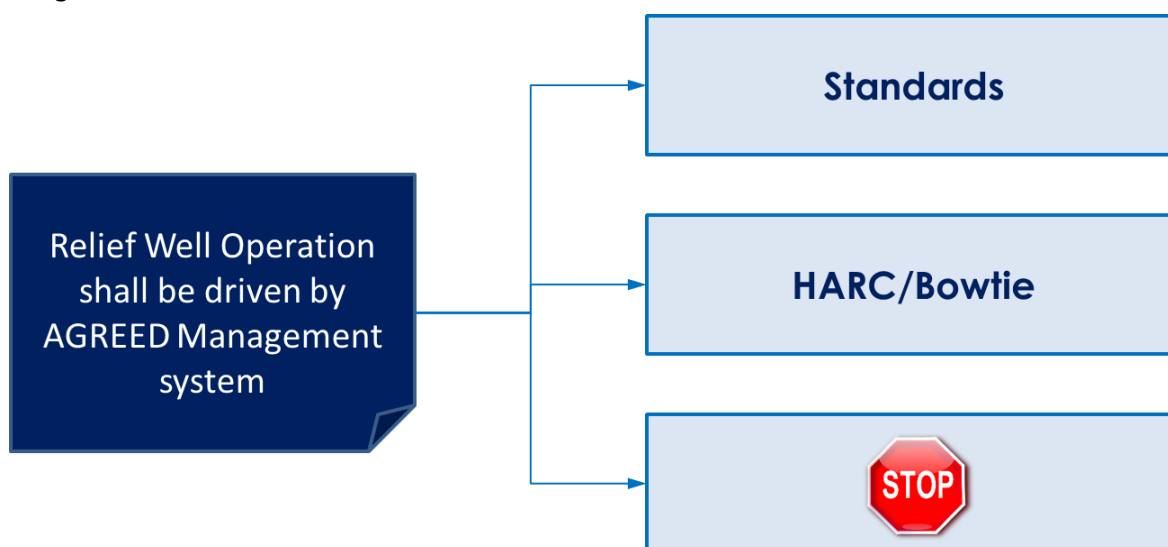 Standards
Relief Well Operation
shall be driven by
AGREED Management
system
HARC/Bowtie
STOP